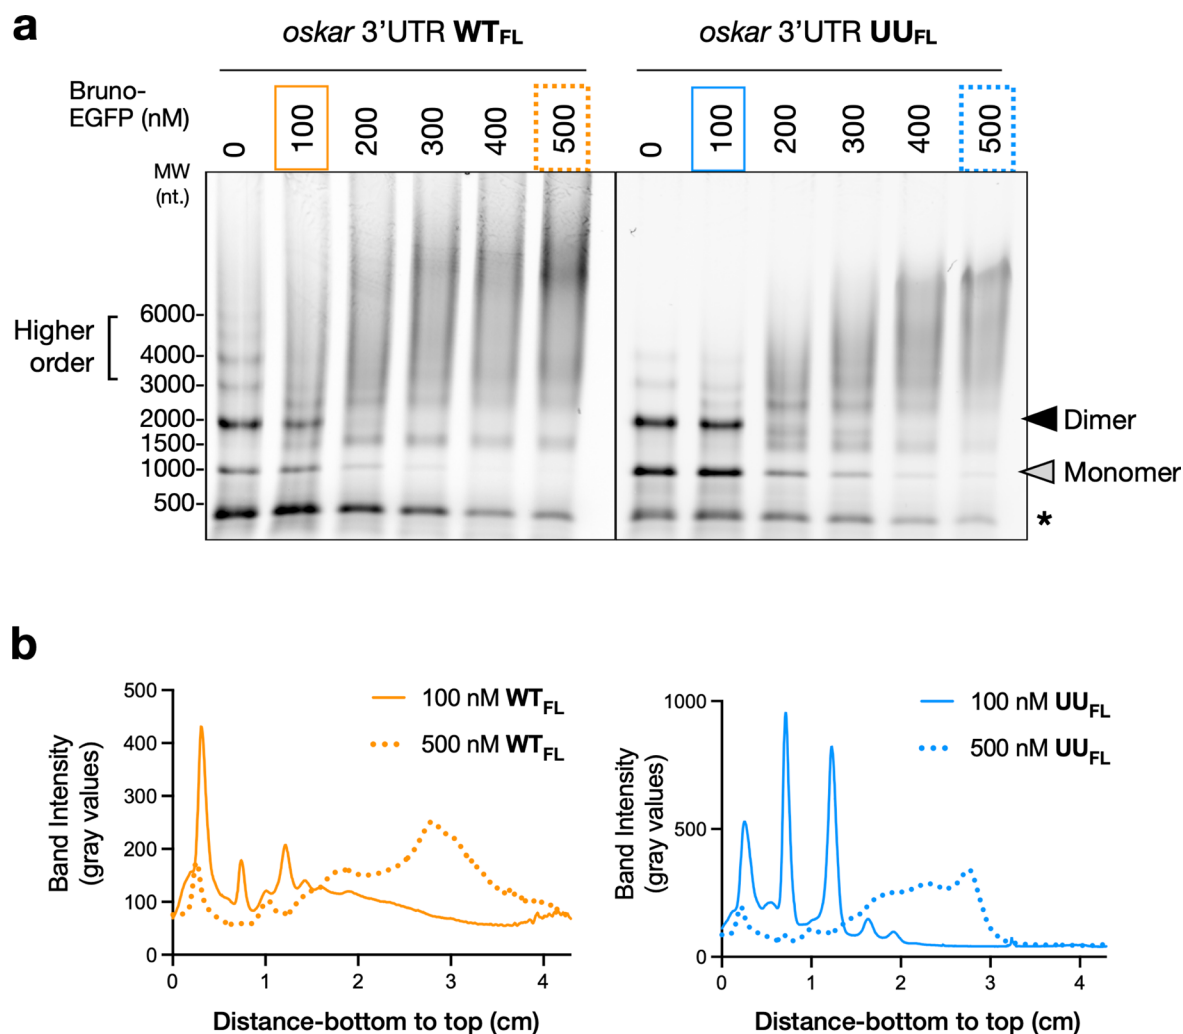 a
oskar 3’UTR WTFL
oskar 3’UTR UUFL
Bruno-
EGFP (nM)
0 100 200 300 400 500
0 100 200 300 400 500
MW
(nt.)
6000
4000
3000
2000
1500
1000
500
Higher
order
Dimer
Monomer
*
b
Band Intensity
(gray values)
500
400
300
200
100
0
0 1 2 3 4
Distance-bottom to top (cm)
100 nM WTFL
500 nM WTFL
Band Intensity
(gray values)
1000
500
0
0 1 2 3 4
Distance-bottom to top (cm)
100 nM UUFL
500 nM UUFL